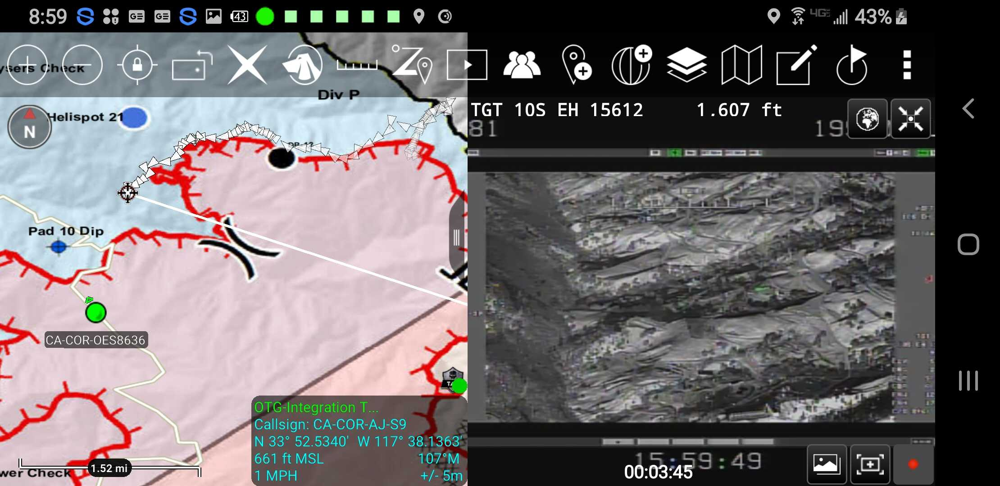 8:59
43
4G LTE
43%
ysers Check
Div P
TGT 10S EH 15612
1.607 ft
N
Helispot 21
81
DP-12
Pad 10 Dip
CA-COR-OES8636
OTG-Integration T...
Callsign: CA-COR-AJ-S9
N 33° 52.5340' W 117° 38.1363'
661 ft MSL
107°M
1 MPH
+/- 5m
1.52 mi
wer Check
15:59:49
00:03:45